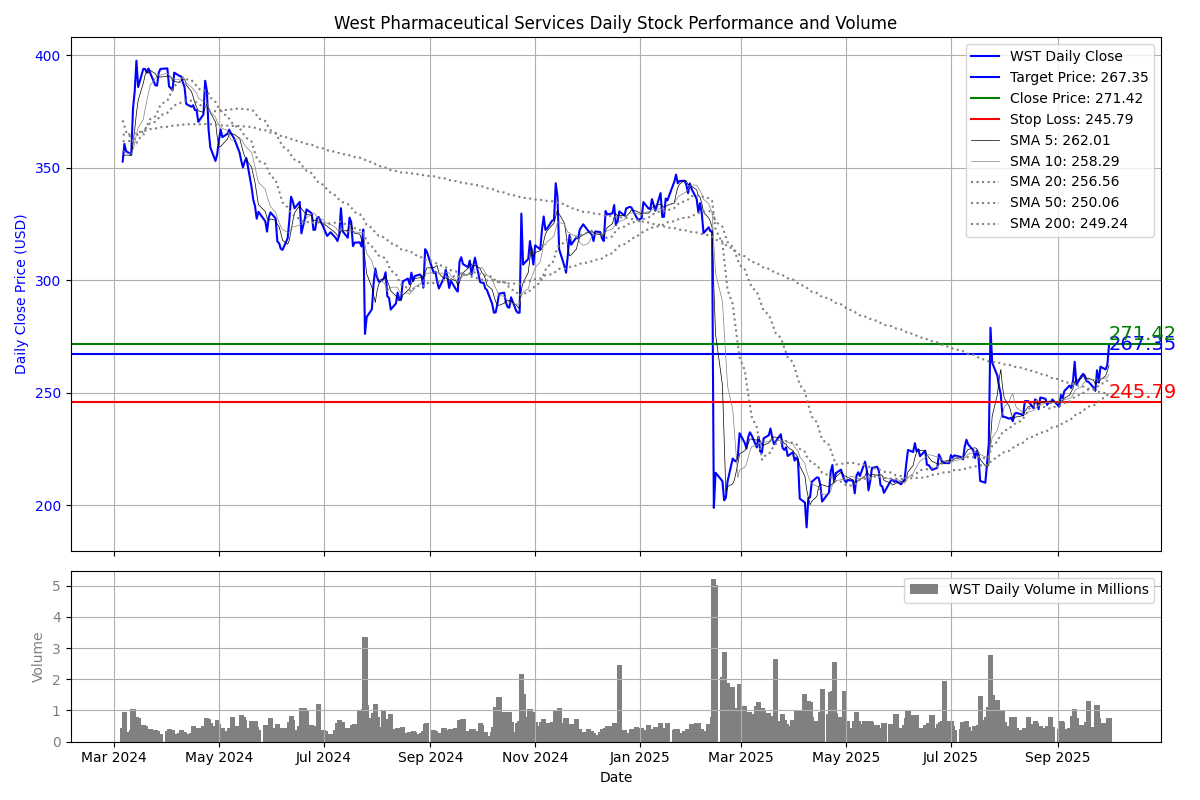 West Pharmaceutical Services Daily Stock Performance and Volume
400
350
300
250
200
Daily Close Price (USD)
WST Daily Close
Target Price: 267.35
Close Price: 271.42
Stop Loss: 245.79
SMA 5: 262.01
SMA 10: 258.29
SMA 20: 256.56
SMA 50: 250.06
SMA 200: 249.24
271.42
267.35
245.79
5
4
3
2
1
0
Volume
WST Daily Volume in Millions
Mar 2024 May 2024 Jul 2024 Sep 2024 Nov 2024 Jan 2025 Mar 2025 May 2025 Jul 2025 Sep 2025
Date